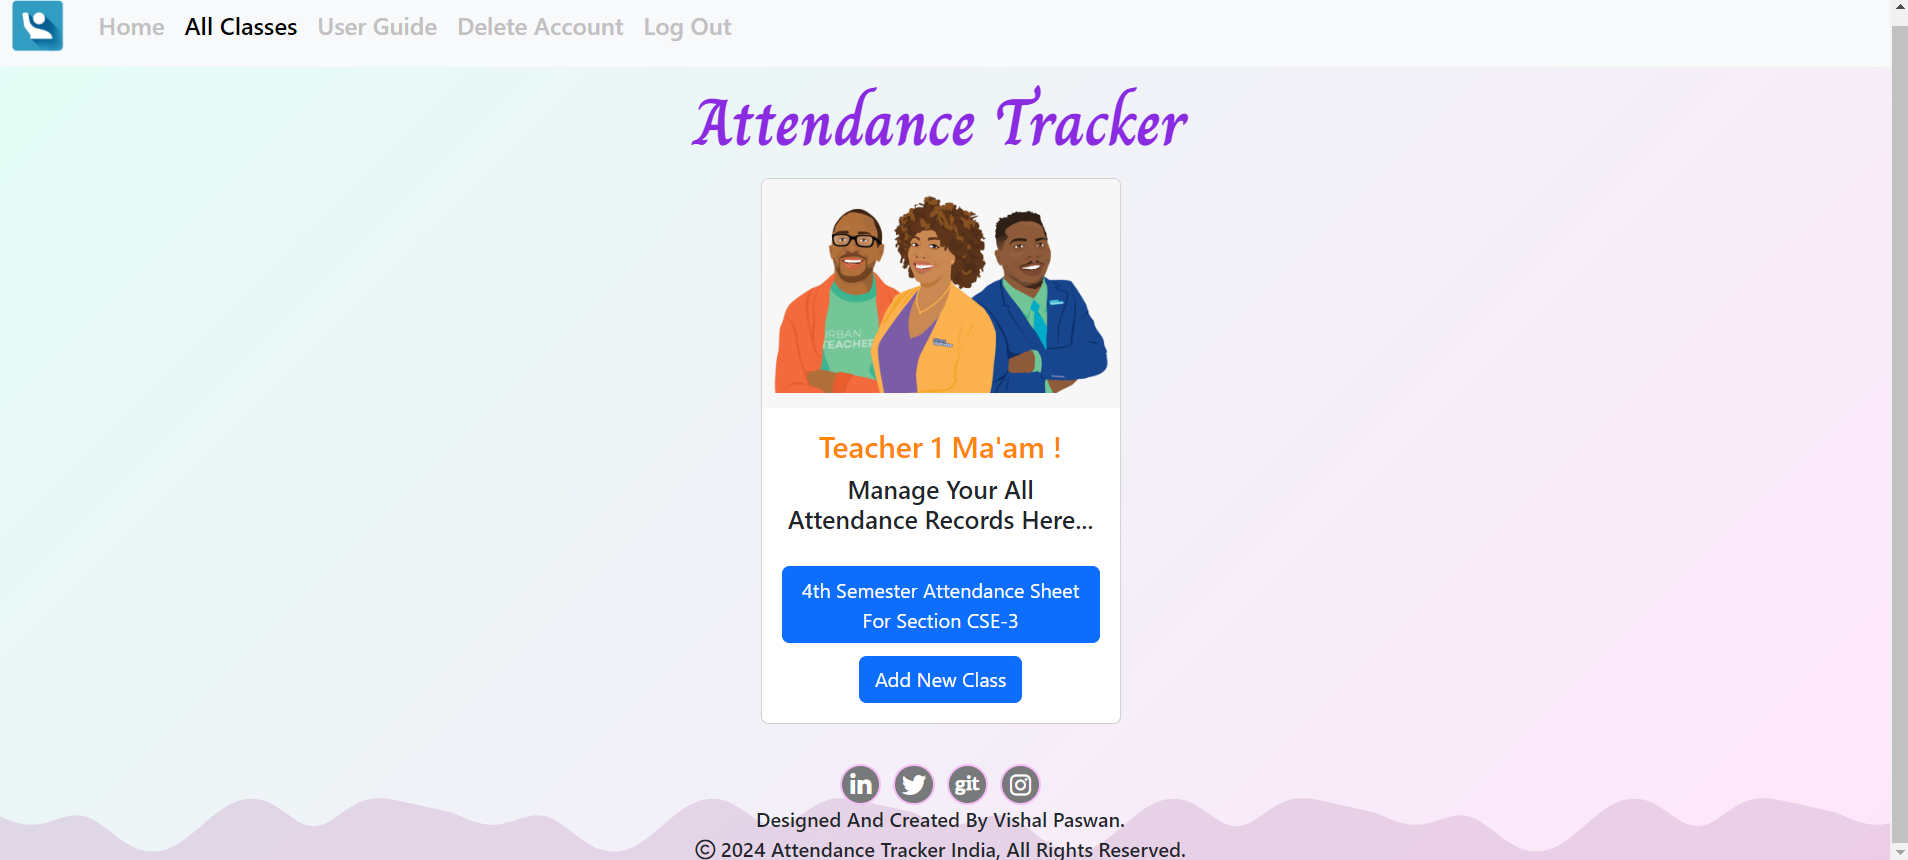 Home All Classes User Guide Delete Account Log Out
Attendance Tracker
URBAN
TEACHER
Teacher 1 Ma'am !
Manage Your All
Attendance Records Here...
4th Semester Attendance Sheet
For Section CSE-3
Add New Class
in git
Designed And Created By Vishal Paswan.
© 2024 Attendance Tracker India, All Rights Reserved.